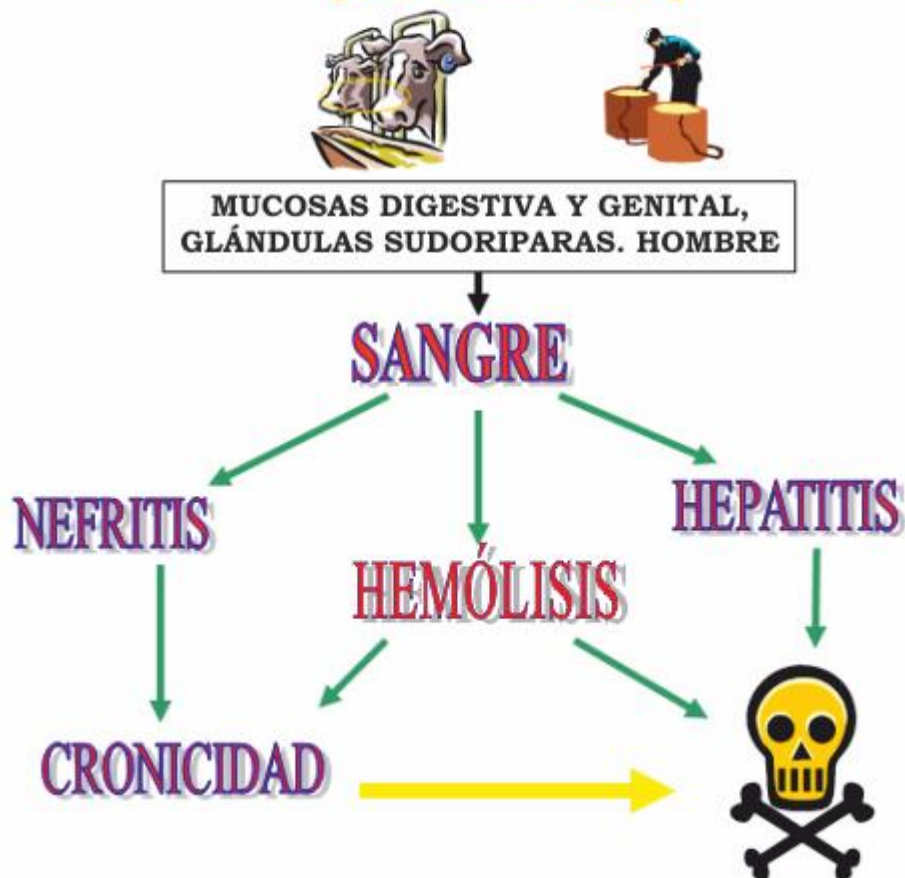 MUCOSAS DIGESTIVA Y GENITAL,
GLÁNDULAS SUDORIPARAS. HOMBRE
SANGRE
NEFRITIS
HEPATITIS
HEMÓLISIS
CRONICIDAD